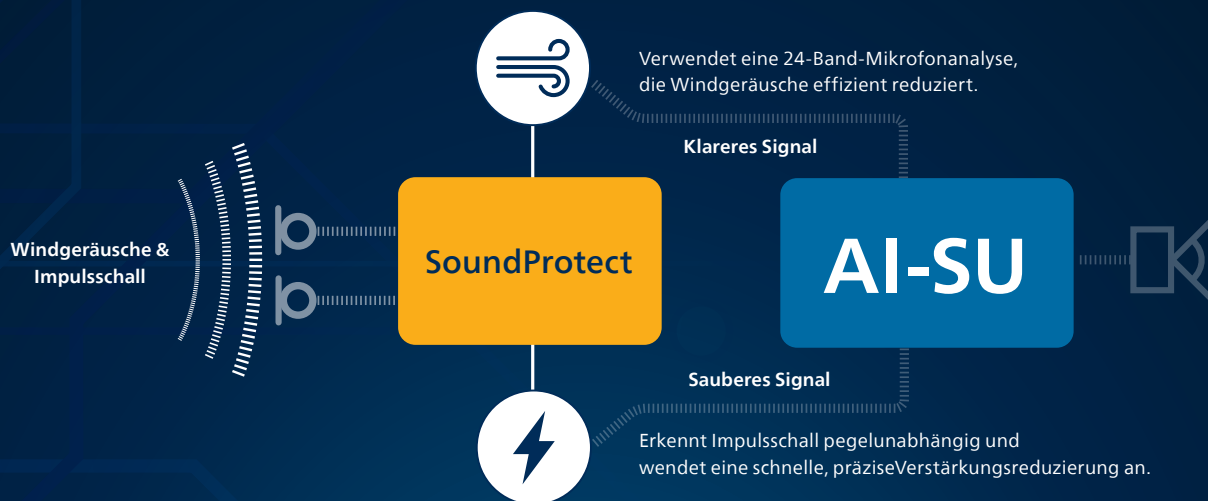 Verwendet eine 24-Band-Mikrofonanalyse,
die Windgeräusche effizient reduziert.
Klareres Signal
Windgeräusche &
Impulsschall
SoundProtect
AI-SU
Sauberes Signal
Erkennt Impulsschall pegelunabhängig und
wendet eine schnelle, präziseVerstärkungsreduzierung an.